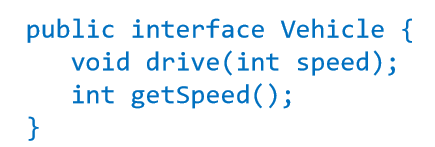 public interface Vehicle {
   void drive(int speed);
   int getSpeed();
}